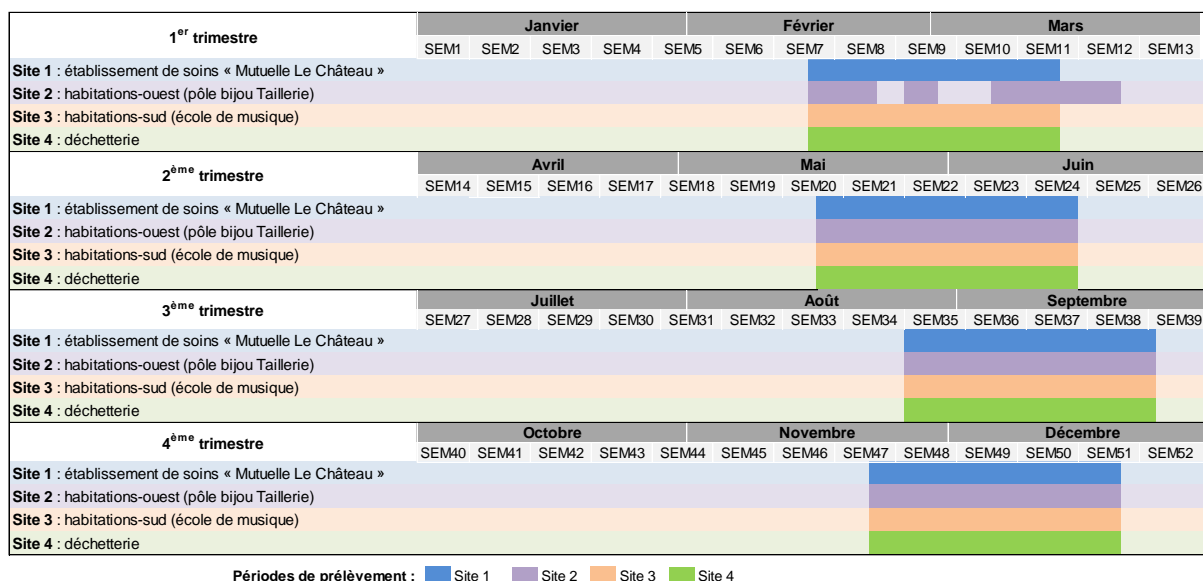 1er trimestre Janvier Février Mars
SEM1 SEM2 SEM3 SEM4 SEM5 SEM6 SEM7 SEM8 SEM9 SEM10 SEM11 SEM12 SEM13
Site 1 : établissement de soins « Mutuelle Le Château »
Site 2 : habitations-ouest (pôle bijou Taillerie)
Site 3 : habitations-sud (école de musique)
Site 4 : déchetterie
2ème trimestre Avril Mai Juin
SEM14 SEM15 SEM16 SEM17 SEM18 SEM19 SEM20 SEM21 SEM22 SEM23 SEM24 SEM25 SEM26
Site 1 : établissement de soins « Mutuelle Le Château »
Site 2 : habitations-ouest (pôle bijou Taillerie)
Site 3 : habitations-sud (école de musique)
Site 4 : déchetterie
3ème trimestre Juillet Août Septembre
SEM27 SEM28 SEM29 SEM30 SEM31 SEM32 SEM33 SEM34 SEM35 SEM36 SEM37 SEM38 SEM39
Site 1 : établissement de soins « Mutuelle Le Château »
Site 2 : habitations-ouest (pôle bijou Taillerie)
Site 3 : habitations-sud (école de musique)
Site 4 : déchetterie
4ème trimestre Octobre Novembre Décembre
SEM40 SEM41 SEM42 SEM43 SEM44 SEM45 SEM46 SEM47 SEM48 SEM49 SEM50 SEM51 SEM52
Site 1 : établissement de soins « Mutuelle Le Château »
Site 2 : habitations-ouest (pôle bijou Taillerie)
Site 3 : habitations-sud (école de musique)
Site 4 : déchetterie
Périodes de prélèvement : Site 1 Site 2 Site 3 Site 4